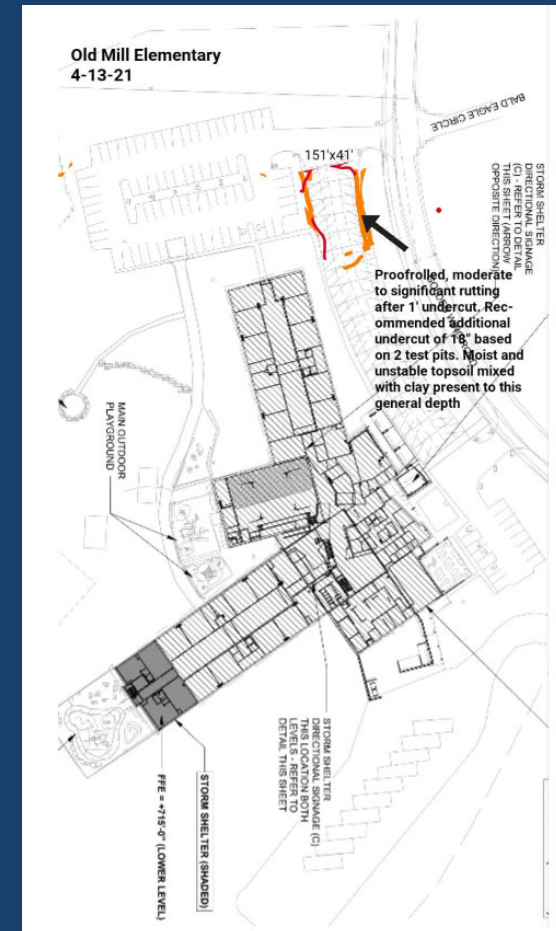 Old Mill Elementary
4-13-21
BALD EAGLE CIRCLE
151'x41'
STORM SHELTER
DIRECTIONAL SIGNAGE
(C) - REFER TO DETAIL
THIS SHEET (ARROW
OPPOSITE DIRECTION)
Proofrolled, moderate
to significant rutting
after 1' undercut. Rec-
ommended additional
undercut of 18" based
on 2 test pits. Moist and
unstable topsoil mixed
with clay present to this
general depth
MAIN OUTDOOR
PLAYGROUND
STORM SHELTER
DIRECTIONAL SIGNAGE (C)
THIS LOCATION BOTH
LEVELS - REFER TO
DETAIL THIS SHEET
STORM SHELTER (SHADED)
FFE = +715'-0" (LOWER LEVEL)